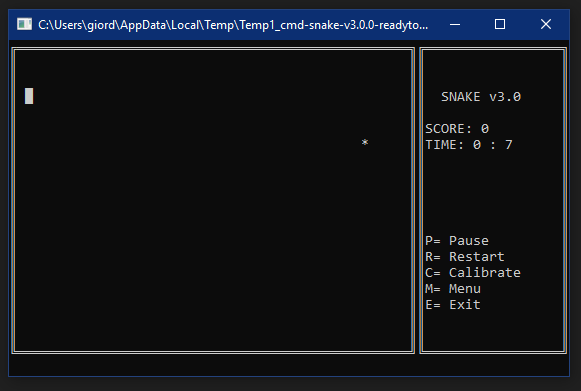 C:\Users\giord\AppData\Local\Temp\Temp1_cmd-snake-v3.0.0-readyto...
SNAKE v3.0
SCORE: 0
TIME: 0 : 7
*
P= Pause
R= Restart
C= Calibrate
M= Menu
E= Exit